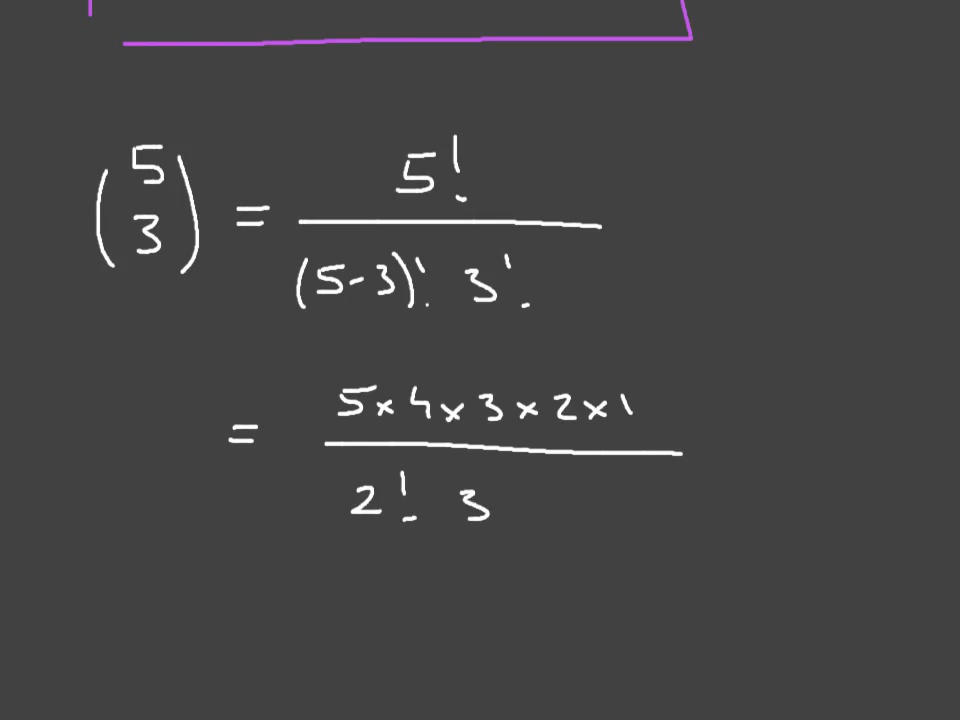 (5 3) = 5! / (5-3)! 3!
= 5×4×3×2×1 / 2! 3